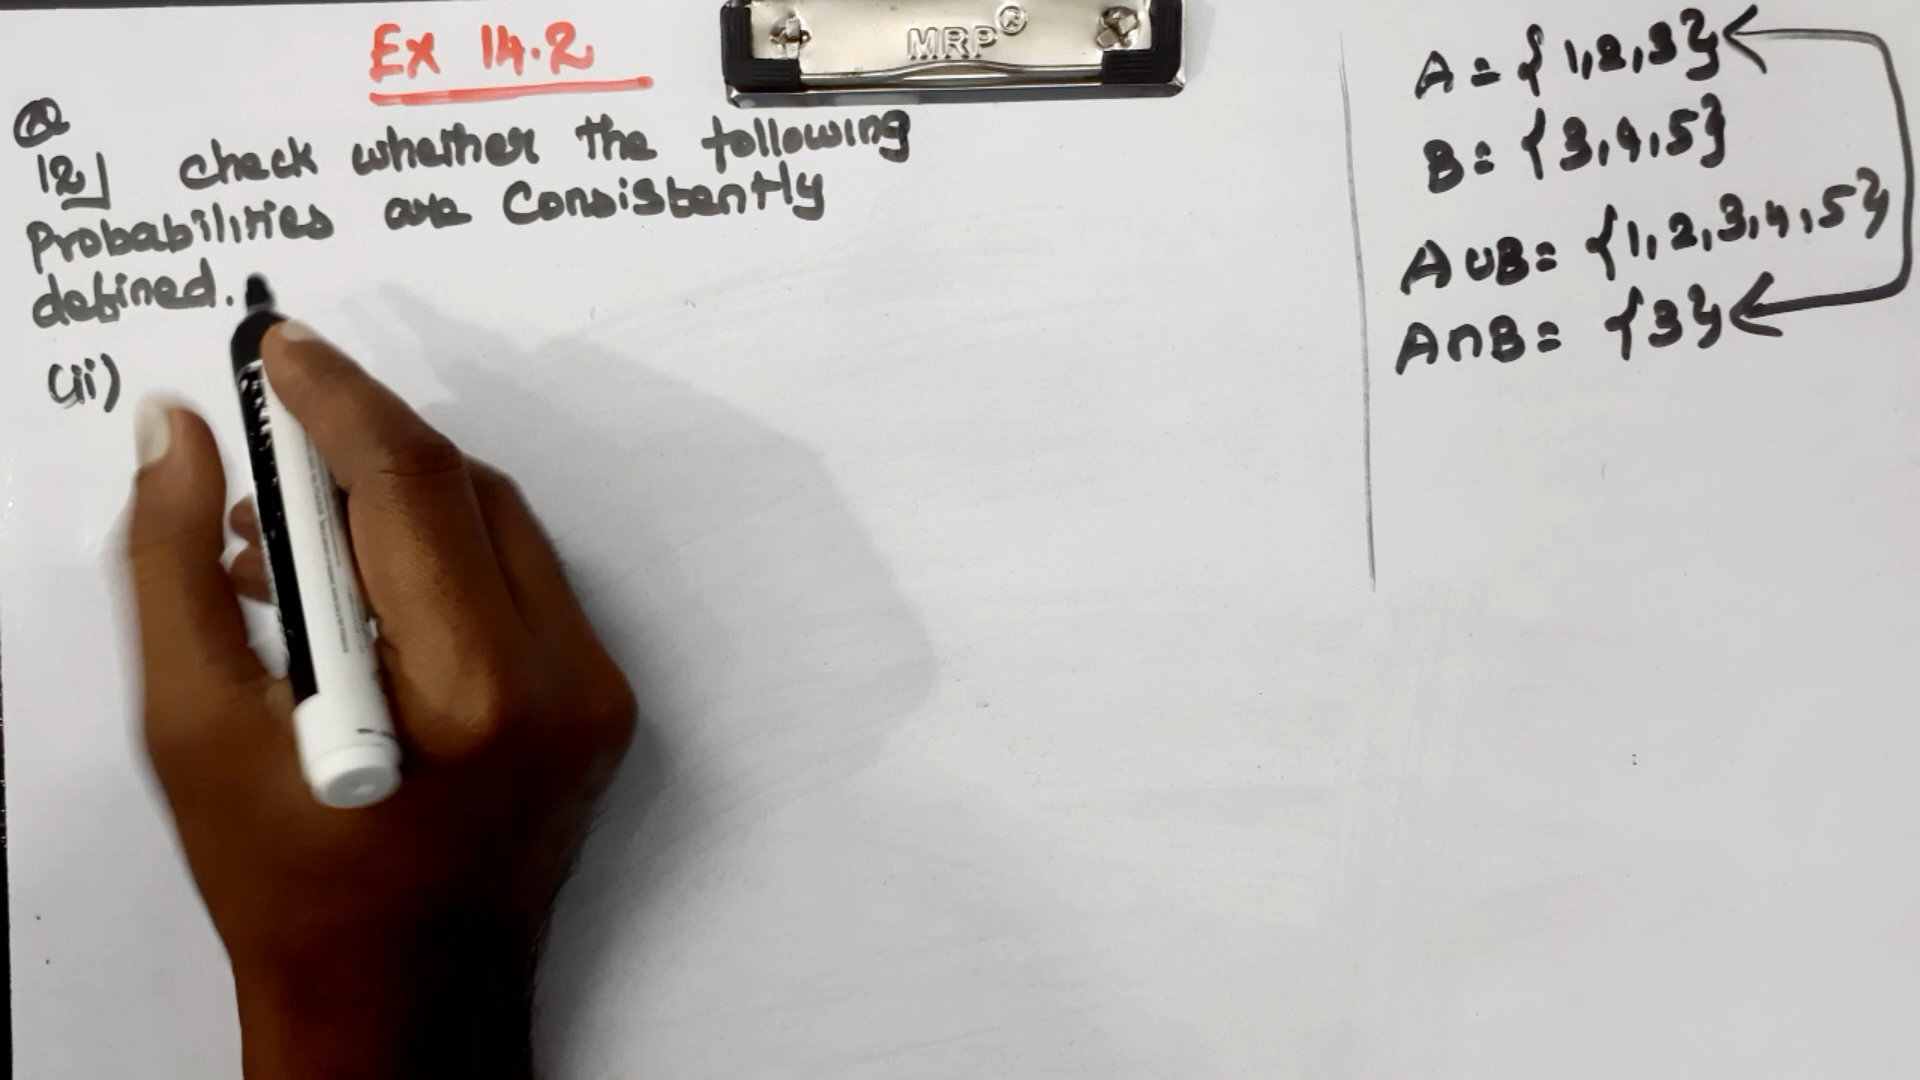 Ex 14.2
MRP®
Q
12] check whether the following
Probabilities are Consistently
defined.
(ii)
A = {1,2,3}
B = {3,4,5}
A∪B = {1,2,3,4,5}
A∩B = {3}